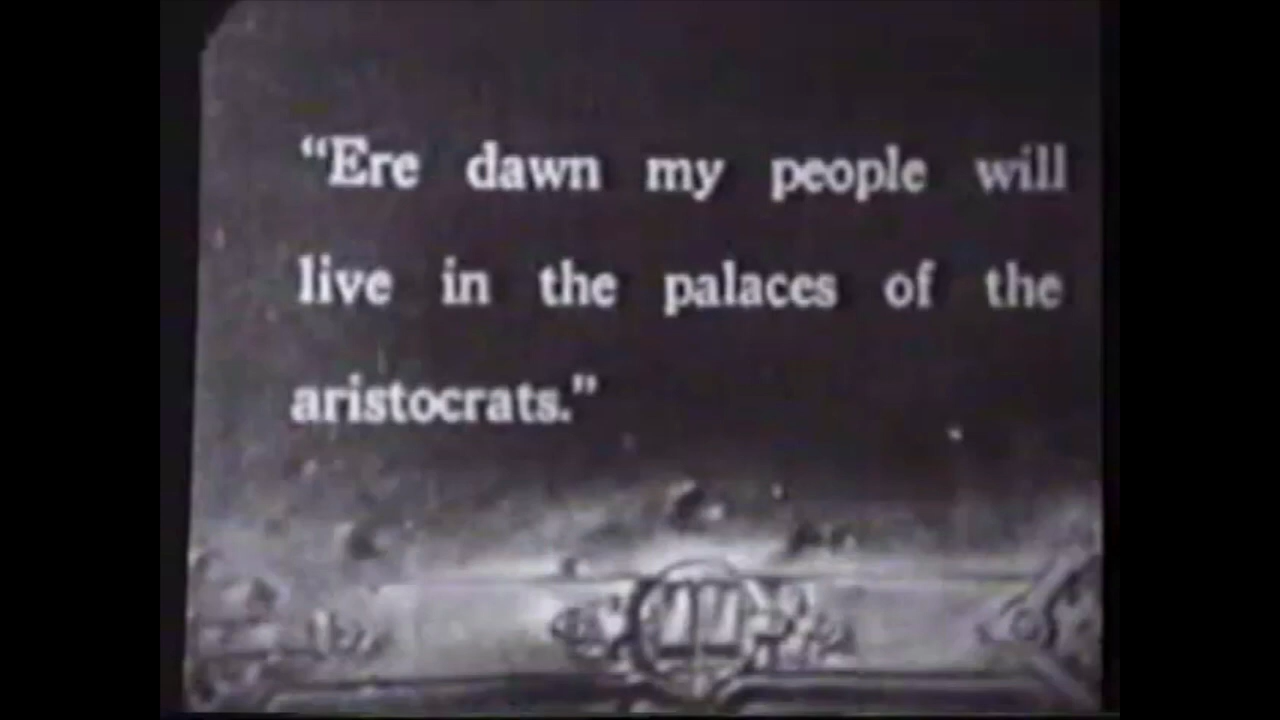 “Ere dawn my people will
live in the palaces of the
aristocrats.”